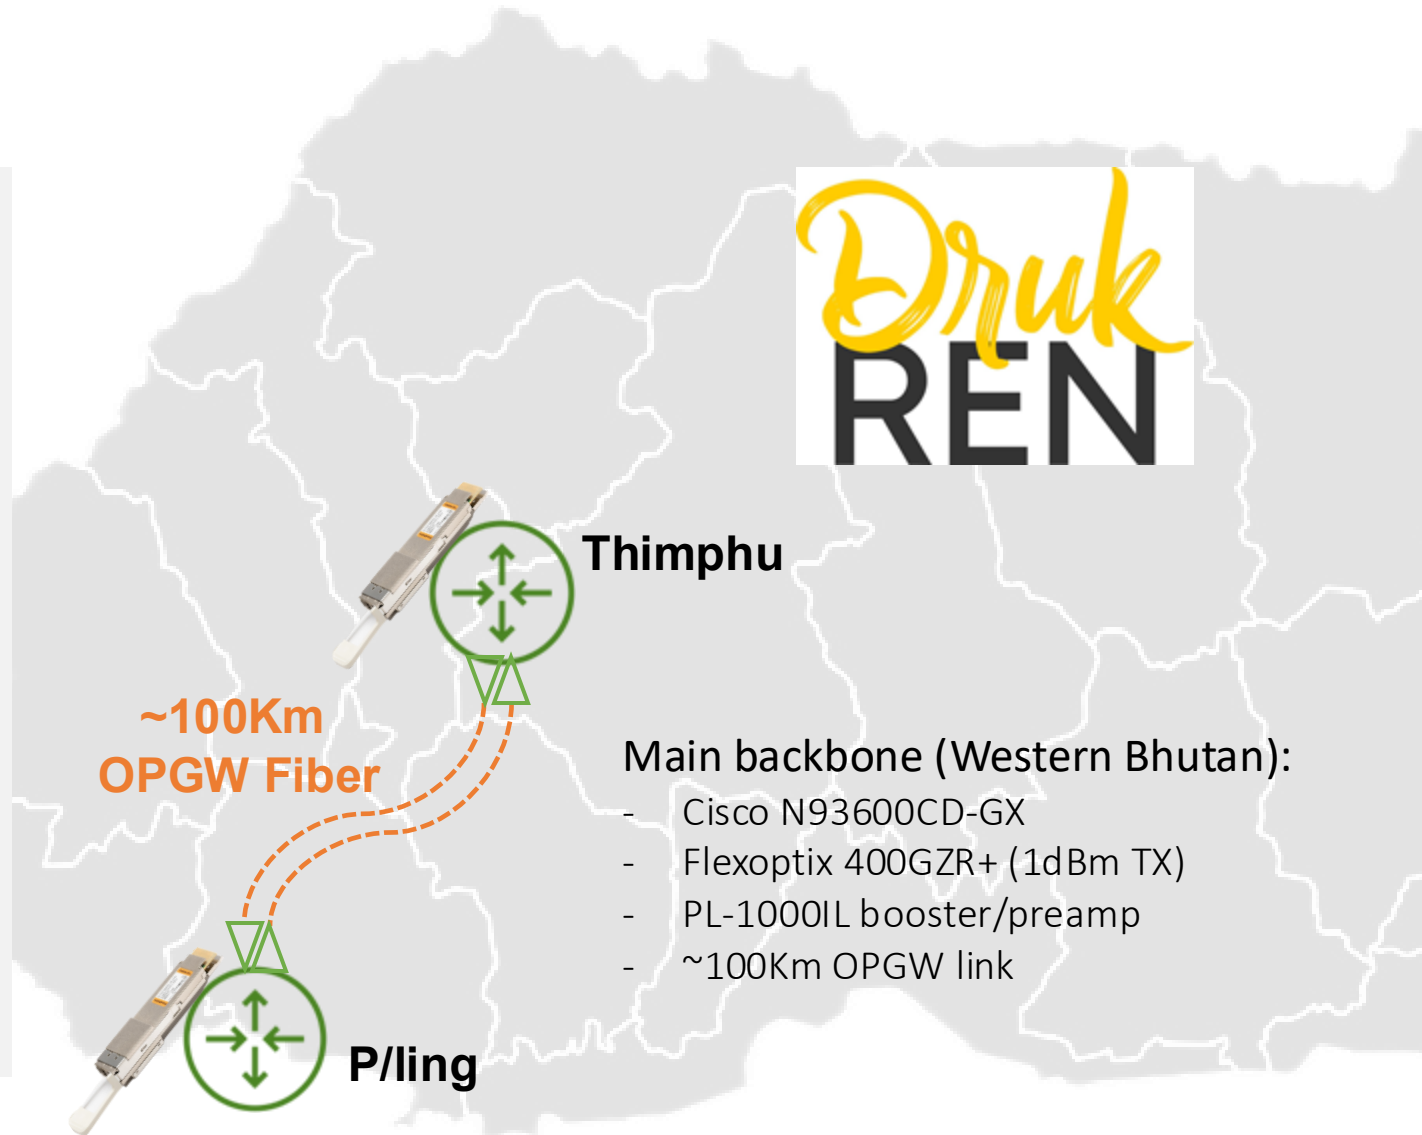 Druk
REN
Thimphu
~100Km
OPGW Fiber
Main backbone (Western Bhutan):
- Cisco N93600CD-GX
- Flexoptix 400GZR+ (1dBm TX)
- PL-1000IL booster/preamp
- ~100Km OPGW link
P/ling